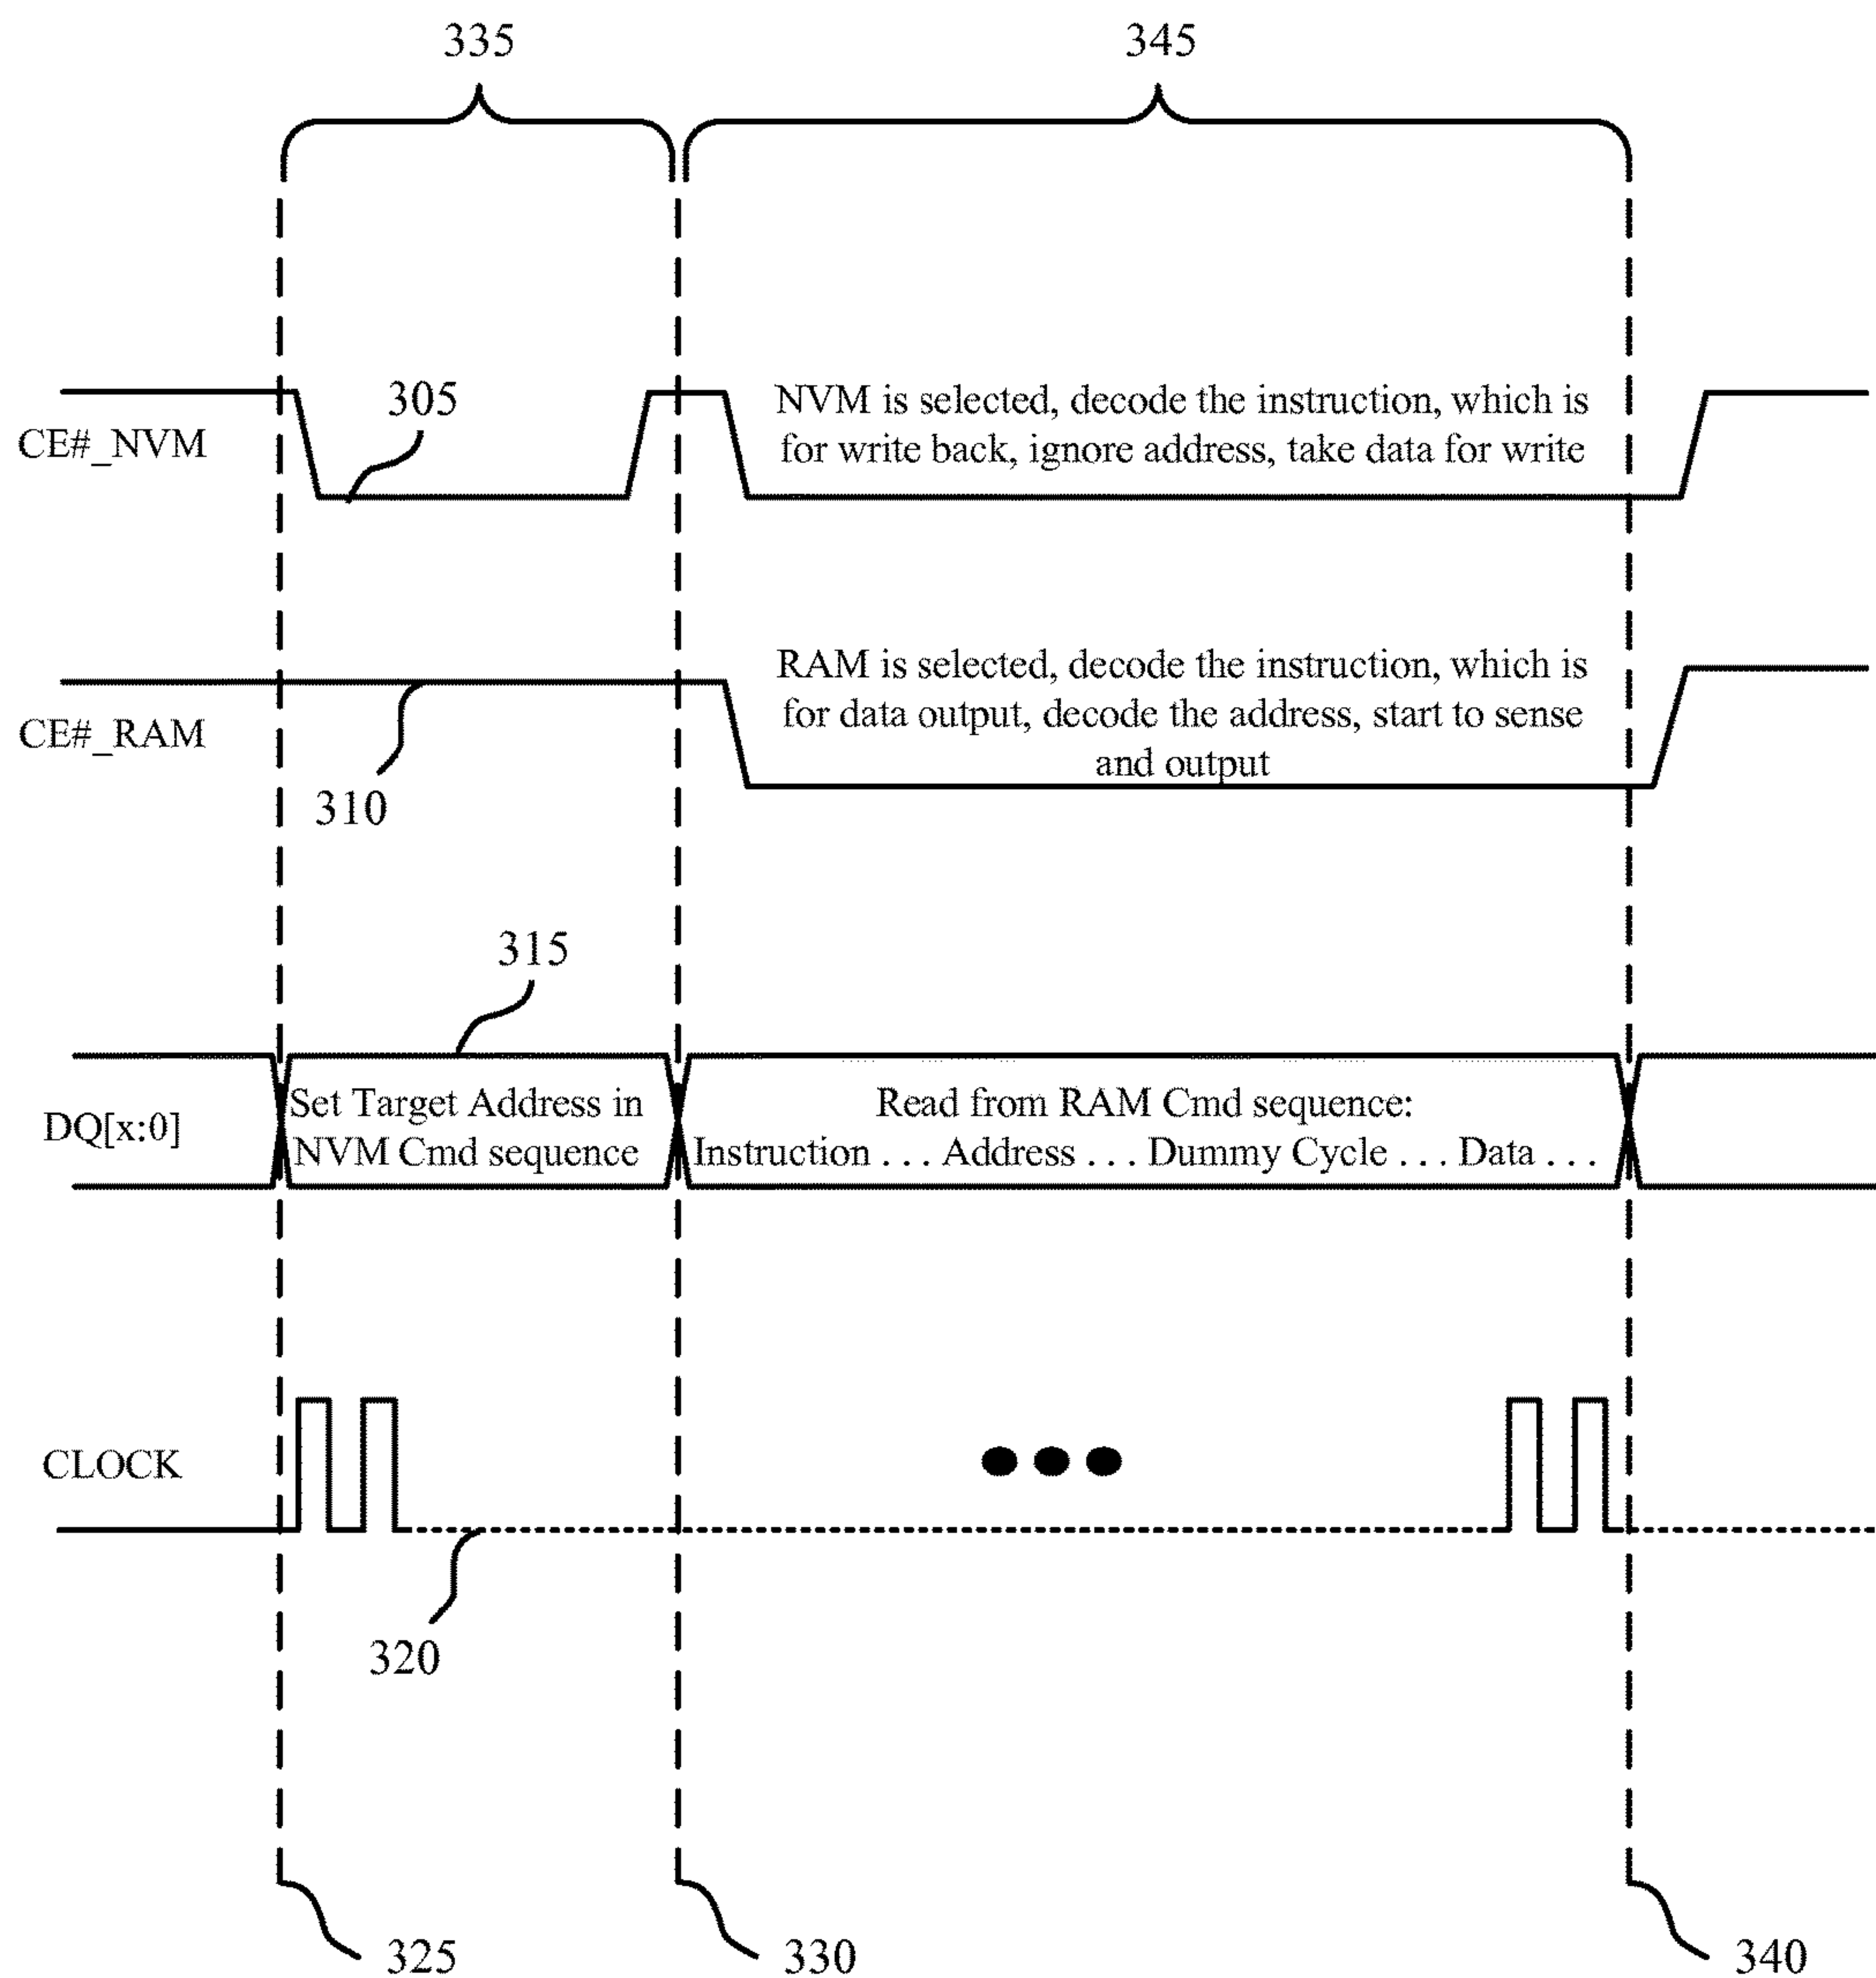 335
345
305
CE#_NVM
NVM is selected, decode the instruction, which is
for write back, ignore address, take data for write
CE#_RAM
RAM is selected, decode the instruction, which is
for data output, decode the address, start to sense
and output
310
315
DQ[x:0]
Set Target Address in
NVM Cmd sequence
Read from RAM Cmd sequence:
Instruction . . . Address . . . Dummy Cycle . . . Data . . .
CLOCK
320
325
330
340